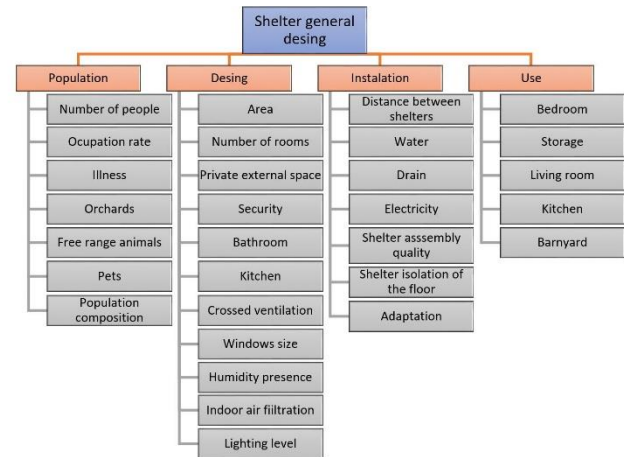 Shelter general
desing
Population
Number of people
Ocupation rate
Illness
Orchards
Free range animals
Pets
Population
composition
Desing
Area
Number of rooms
Private external space
Security
Bathroom
Kitchen
Crossed ventilation
Windows size
Humidity presence
Indoor air fiiltration
Lighting level
Instalation
Distance between
shelters
Water
Drain
Electricity
Shelter asssembly
quality
Shelter isolation of
the floor
Adaptation
Use
Bedroom
Storage
Living room
Kitchen
Barnyard